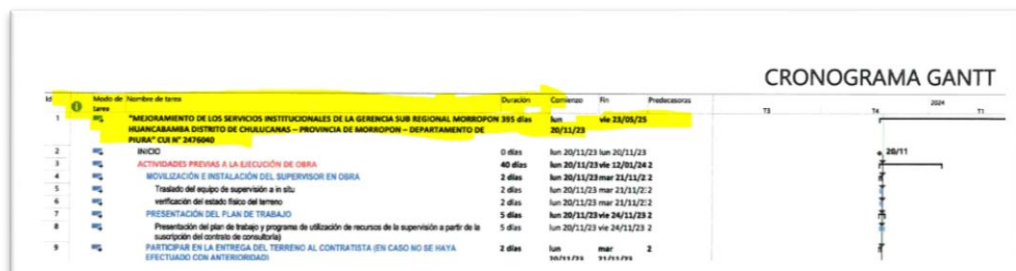 CRONOGRAMA GANTT
Id Modo de tarea Nombre de tarea Duración Comienzo Fin Predecesoras T3 T4 2024 T1
1 "MEJORAMIENTO DE LOS SERVICIOS INSTITUCIONALES DE LA GERENCIA SUB REGIONAL MORROPON 395 días lun vie 23/05/25
HUANCABAMBA DISTRITO DE CHULUCANAS – PROVINCIA DE MORROPON – DEPARTAMENTO DE 20/11/23
PIURA" CUI N° 2476040
2 INICIO 0 días lun 20/11/23 lun 20/11/23 20/11
3 ACTIVIDADES PREVIAS A LA EJECUCIÓN DE OBRA 40 días lun 20/11/23 vie 12/01/24 2
4 MOVILIZACIÓN E INSTALACIÓN DEL SUPERVISOR EN OBRA 2 días lun 20/11/23 mar 21/11/2 2
5 Traslado del equipo de supervisión a in situ 2 días lun 20/11/23 mar 21/11/2 2
6 verificación del estado físico del terreno 2 días lun 20/11/23 mar 21/11/2 2
7 PRESENTACIÓN DEL PLAN DE TRABAJO 5 días lun 20/11/23 vie 24/11/23 2
8 Presentación del plan de trabajo y programa de utilización de recursos de la supervisión a partir de la 5 días lun 20/11/23 vie 24/11/23 2
suscripción del contrato de consultoría)
9 PARTICIPAR EN LA ENTREGA DEL TERRENO AL CONTRATISTA (EN CASO NO SE HAYA 2 días lun mar 2
EFECTUADO CON ANTERIORIDAD) 20/11/23 21/11/23